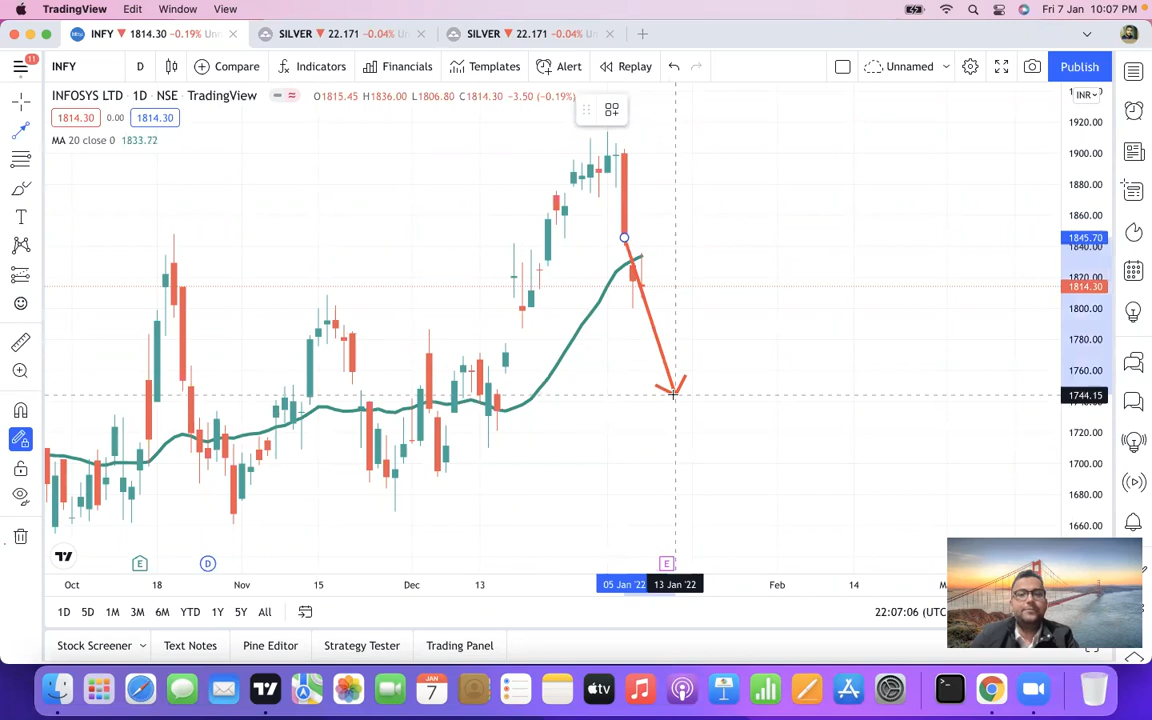 TradingView Edit Window View Fri 7 Jan 10:07 PM
INFY 1814.30 −0.19% Un SILVER 22.171 −0.04% Un SILVER 22.171 −0.04% Un
11
INFY D Compare Indicators Financials Templates Alert Replay Unnamed Publish
INFOSYS LTD · 1D · NSE TradingView O1815.45 H1836.00 L1806.80 C1814.30 −3.50 (−0.19%)
INR
1814.30 0.00 1814.30
MA 20 close 0 1833.72
1920.00
1900.00
1880.00
1860.00
1845.70
1840.00
1820.00
1814.30
1800.00
1780.00
1760.00
1744.15
1720.00
1700.00
1680.00
1660.00
E D E
Oct 18 Nov 15 Dec 13 05 Jan '22 13 Jan '22 Feb 14
1D 5D 1M 3M 6M YTD 1Y 5Y All 22:07:06 (UTC
Stock Screener Text Notes Pine Editor Strategy Tester Trading Panel
JAN
7
tv